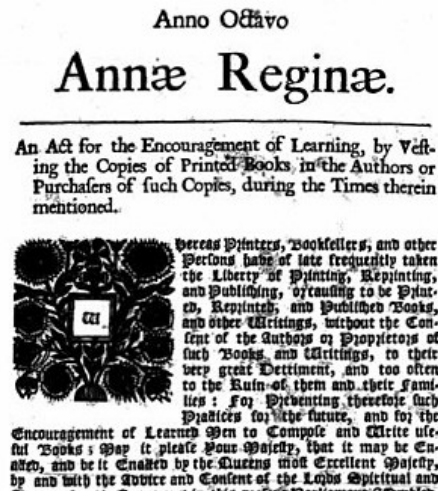 Anno Octavo
Annæ Reginæ.
An Act for the Encouragement of Learning, by Veſt-
ing the Copies of Printed Books in the Authors or
Purchaſers of ſuch Copies, during the Times therein
mentioned.
Whereas Printers, Bookſellers, and other
Perſons have of late frequently taken
the Liberty of Printing, Reprinting,
and Publiſhing, or cauſing to be Print-
ed, Reprinted, and Publiſhed Books,
and other Writings, without the Con-
ſent of the Authors or Proprietors of
ſuch Books and Writings, to their
very great Detriment, and too often
to the Ruin of them and their Fami-
lies : For Preventing therefore ſuch
Practices for the future, and for the
Encouragement of Learned Men to Compoſe and Write uſe-
ful Books ; May it pleaſe Your Majeſty, that it may be En-
acted, and be it Enacted by the Queens moſt Excellent Majeſty,
by and with the Advice and Conſent of the Lords Spiritual and